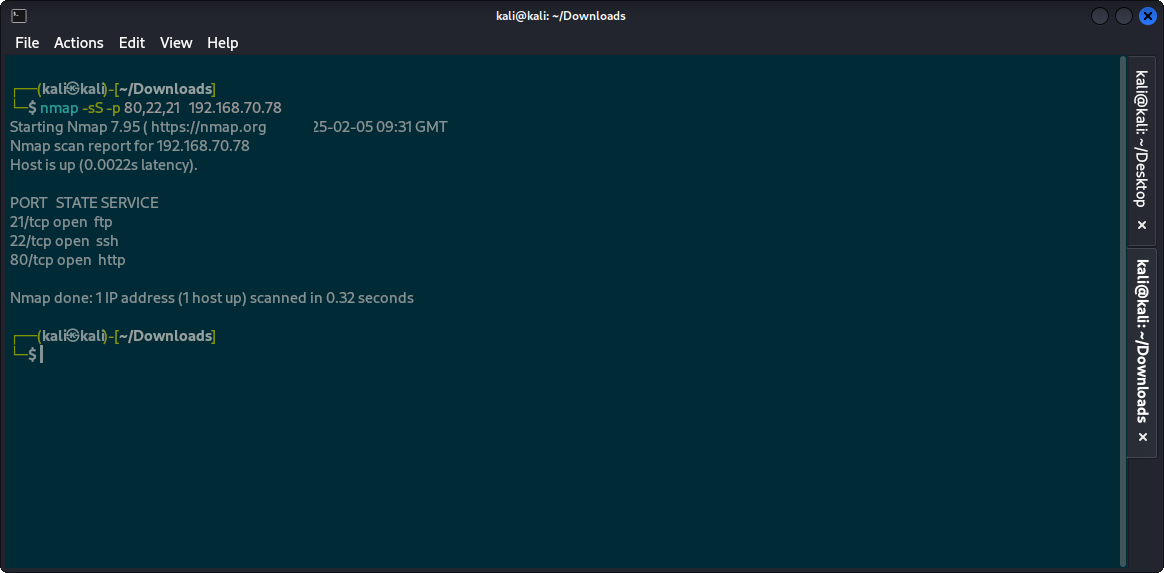 kali@kali: ~/Downloads
File Actions Edit View Help
┌──(kali㉿kali)-[~/Downloads]
└─$ nmap -sS -p 80,22,21 192.168.70.78
Starting Nmap 7.95 ( https://nmap.org 25-02-05 09:31 GMT
Nmap scan report for 192.168.70.78
Host is up (0.0022s latency).
PORT STATE SERVICE
21/tcp open ftp
22/tcp open ssh
80/tcp open http
Nmap done: 1 IP address (1 host up) scanned in 0.32 seconds
┌──(kali㉿kali)-[~/Downloads]
└─$
kali@kali: ~/Desktop
kali@kali: ~/Downloads